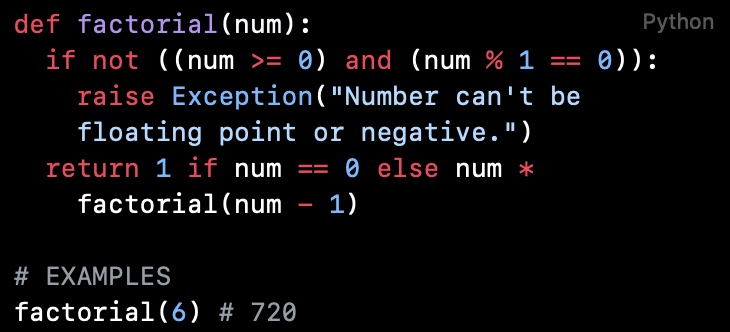 Python
def factorial(num):
  if not ((num >= 0) and (num % 1 == 0)):
    raise Exception("Number can't be
    floating point or negative.")
  return 1 if num == 0 else num *
    factorial(num - 1)

# EXAMPLES
factorial(6) # 720